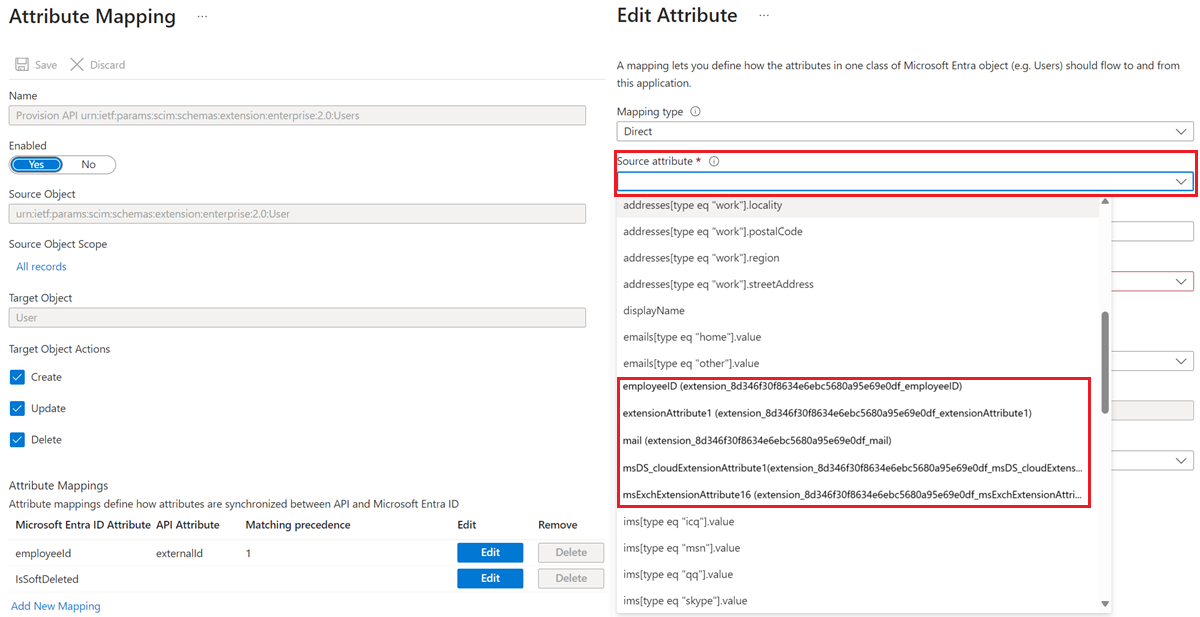 Attribute Mapping ...
Save Discard
Name
Provision API urn:ietf:params:scim:schemas:extension:enterprise:2.0:Users
Enabled
Yes No
Source Object
urn:ietf:params:scim:schemas:extension:enterprise:2.0:User
Source Object Scope
All records
Target Object
User
Target Object Actions
Create
Update
Delete
Attribute Mappings
Attribute mappings define how attributes are synchronized between API and Microsoft Entra ID
Microsoft Entra ID Attribute API Attribute Matching precedence Edit Remove
employeeId externalId 1 Edit Delete
IsSoftDeleted Edit Delete
Add New Mapping
Edit Attribute ...
A mapping lets you define how the attributes in one class of Microsoft Entra object (e.g. Users) should flow to and from
this application.
Mapping type
Direct
Source attribute *
addresses[type eq "work"].locality
addresses[type eq "work"].postalCode
addresses[type eq "work"].region
addresses[type eq "work"].streetAddress
displayName
emails[type eq "home"].value
emails[type eq "other"].value
employeeID (extension_8d346f30f8634e6ebc5680a95e69e0df_employeeID)
extensionAttribute1 (extension_8d346f30f8634e6ebc5680a95e69e0df_extensionAttribute1)
mail (extension_8d346f30f8634e6ebc5680a95e69e0df_mail)
msDS_cloudExtensionAttribute1(extension_8d346f30f8634e6ebc5680a95e69e0df_msDS_cloudExtens...
msExchExtensionAttribute16 (extension_8d346f30f8634e6ebc5680a95e69e0df_msExchExtensionAttri...
ims[type eq "icq"].value
ims[type eq "msn"].value
ims[type eq "qq"].value
ims[type eq "skype"].value